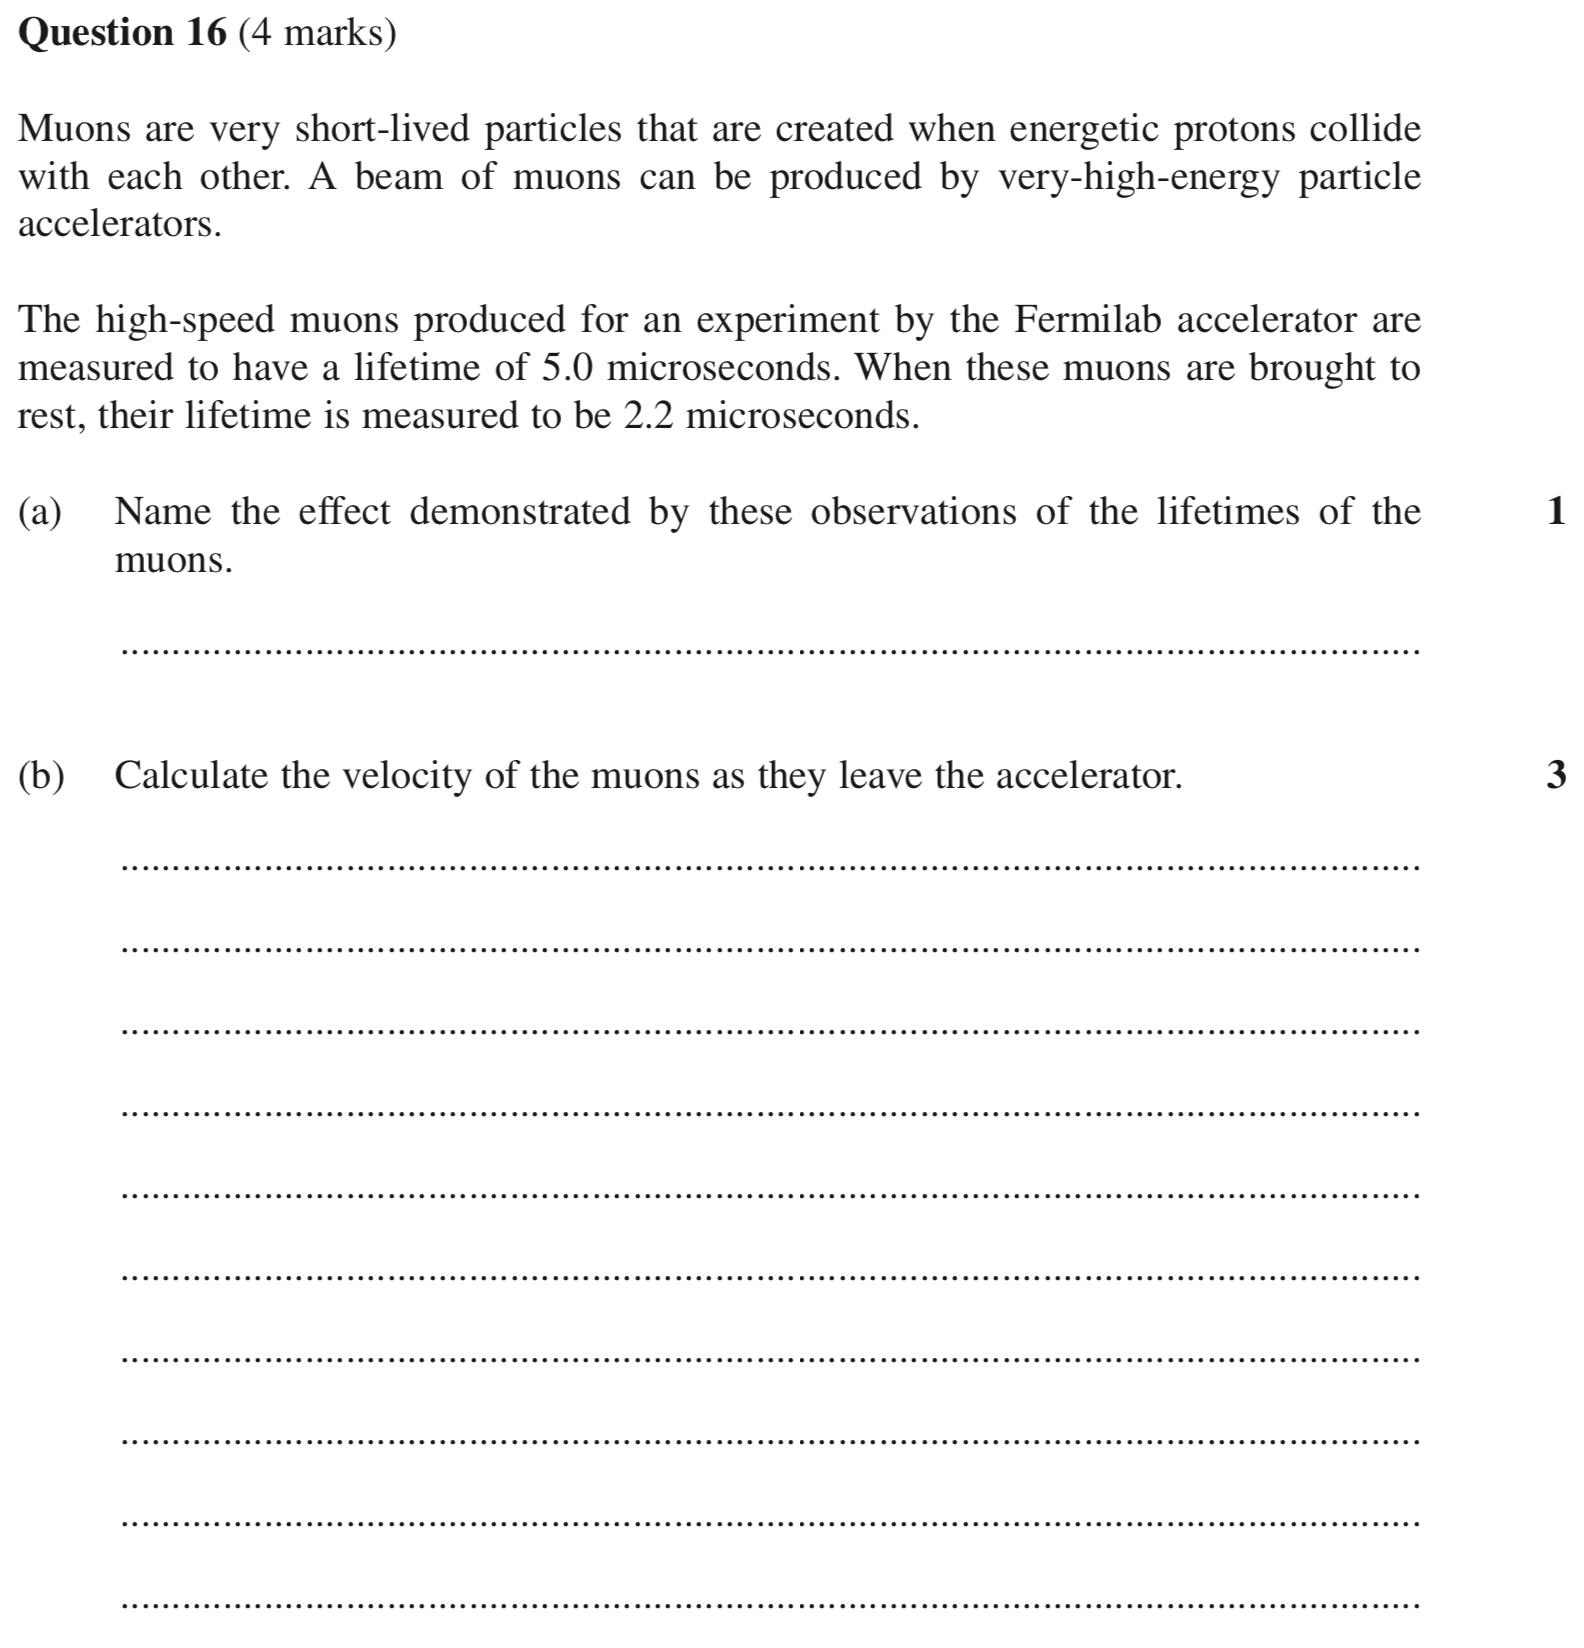 Question 16 (4 marks)
Muons are very short-lived particles that are created when energetic protons collide
with each other. A beam of muons can be produced by very-high-energy particle
accelerators.
The high-speed muons produced for an experiment by the Fermilab accelerator are
measured to have a lifetime of 5.0 microseconds. When these muons are brought to
rest, their lifetime is measured to be 2.2 microseconds.
(a) Name the effect demonstrated by these observations of the lifetimes of the 1
muons.
(b) Calculate the velocity of the muons as they leave the accelerator. 3